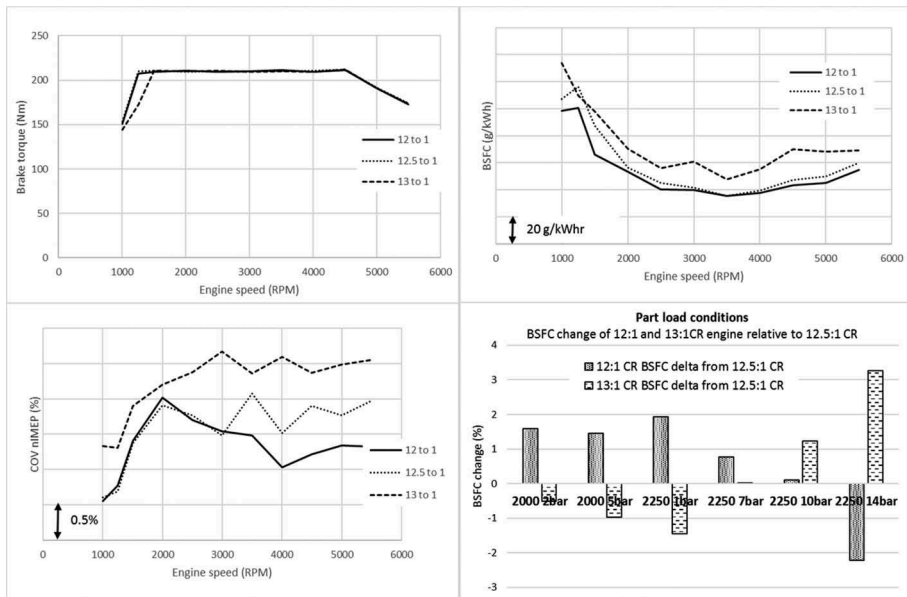 250
200
150
100
50
0
Brake torque (Nm)
12 to 1
12.5 to 1
13 to 1
0 1000 2000 3000 4000 5000 6000
Engine speed (RPM)
BSFC (g/kWh)
12 to 1
12.5 to 1
13 to 1
20 g/kWhr
0 1000 2000 3000 4000 5000 6000
Engine speed (RPM)
COV nIMEP (%)
12 to 1
12.5 to 1
13 to 1
0.5%
0 1000 2000 3000 4000 5000 6000
Engine speed (RPM)
Part load conditions
BSFC change of 12:1 and 13:1CR engine relative to 12.5:1 CR
4
3
2
1
0
-1
-2
-3
BSFC change (%)
12:1 CR BSFC delta from 12.5:1 CR
13:1 CR BSFC delta from 12.5:1 CR
2000 2bar 2000 5bar 2250 1bar 2250 7bar 2250 10bar 2250 14bar